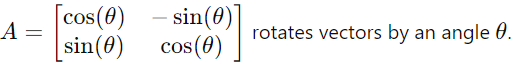 A = [cos(θ) − sin(θ) sin(θ) cos(θ)] rotates vectors by an angle θ.